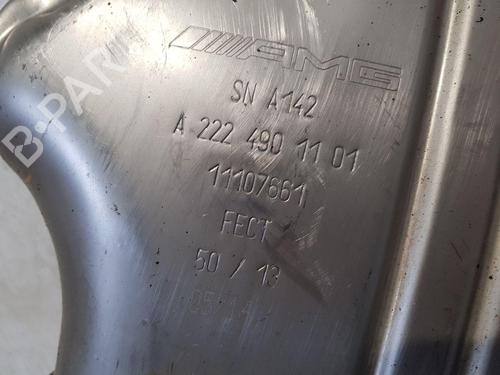 AMG
SN A142
A 222 490 11 01
11107661
FECT
50 / 13
B-PARTS